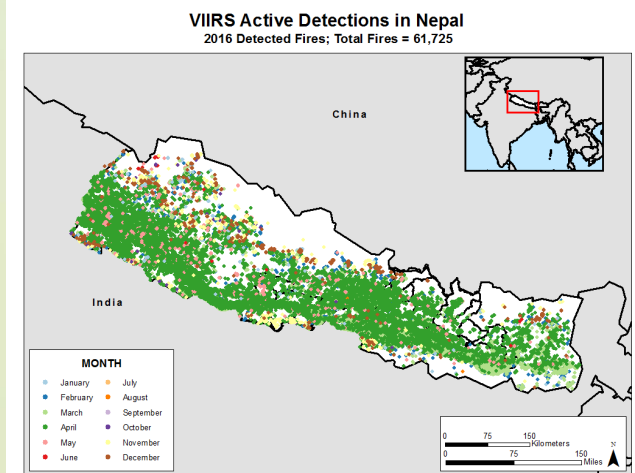 VIIRS Active Detections in Nepal
2016 Detected Fires; Total Fires = 61,725
China
India
MONTH
January
February
March
April
May
June
July
August
September
October
November
December
0 75 150
Kilometers
0 75 150
Miles
N